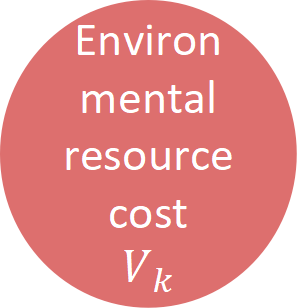 Environ
mental
resource
cost
V_k